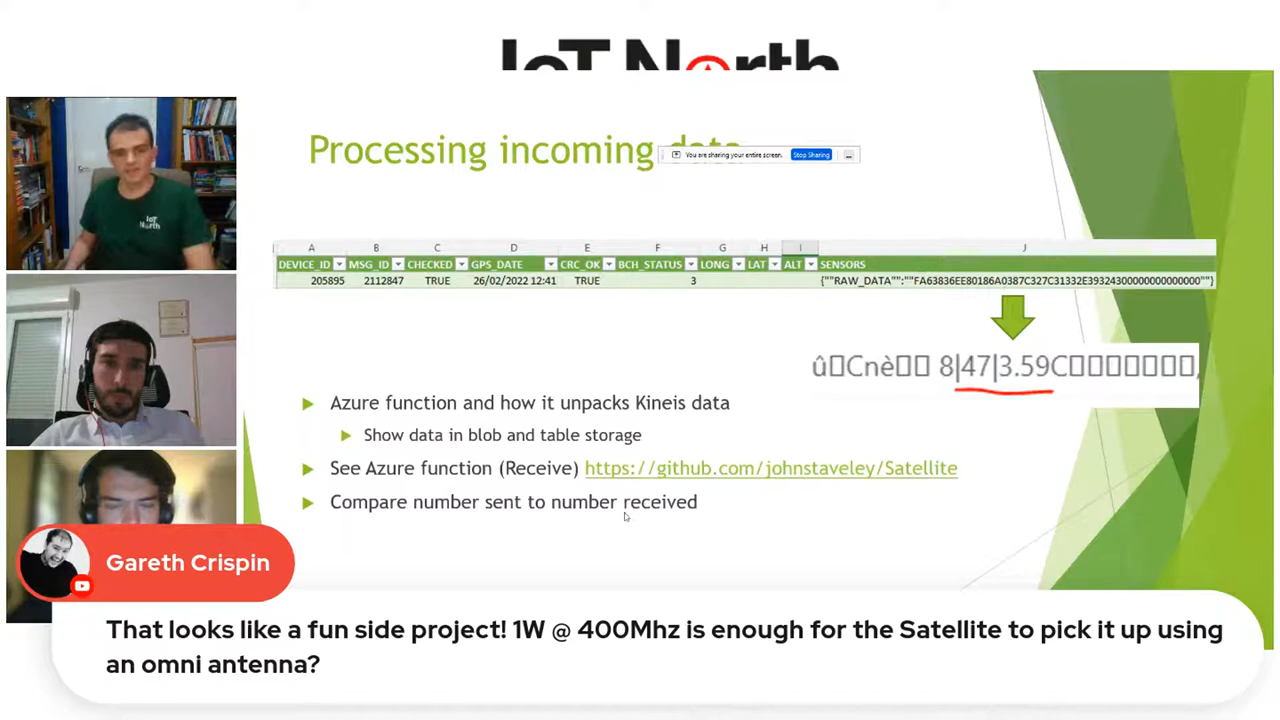 IoT North
Processing incoming data
You are sharing your entire screen. Stop Sharing ...
IoT
North
A B C D E F G H I J
DEVICE_ID MSG_ID CHECKED GPS_DATE CRC_OK BCH_STATUS LONG LAT ALT SENSORS
205895 2112847 TRUE 26/02/2022 12:41 TRUE 3
8|47|3.59C
Azure function and how it unpacks Kineis data
Show data in blob and table storage
See Azure function (Receive) https://github.com/johnstaveley/Satellite
Compare number sent to number received
Gareth Crispin
That looks like a fun side project! 1W @ 400Mhz is enough for the Satellite to pick it up using
an omni antenna?